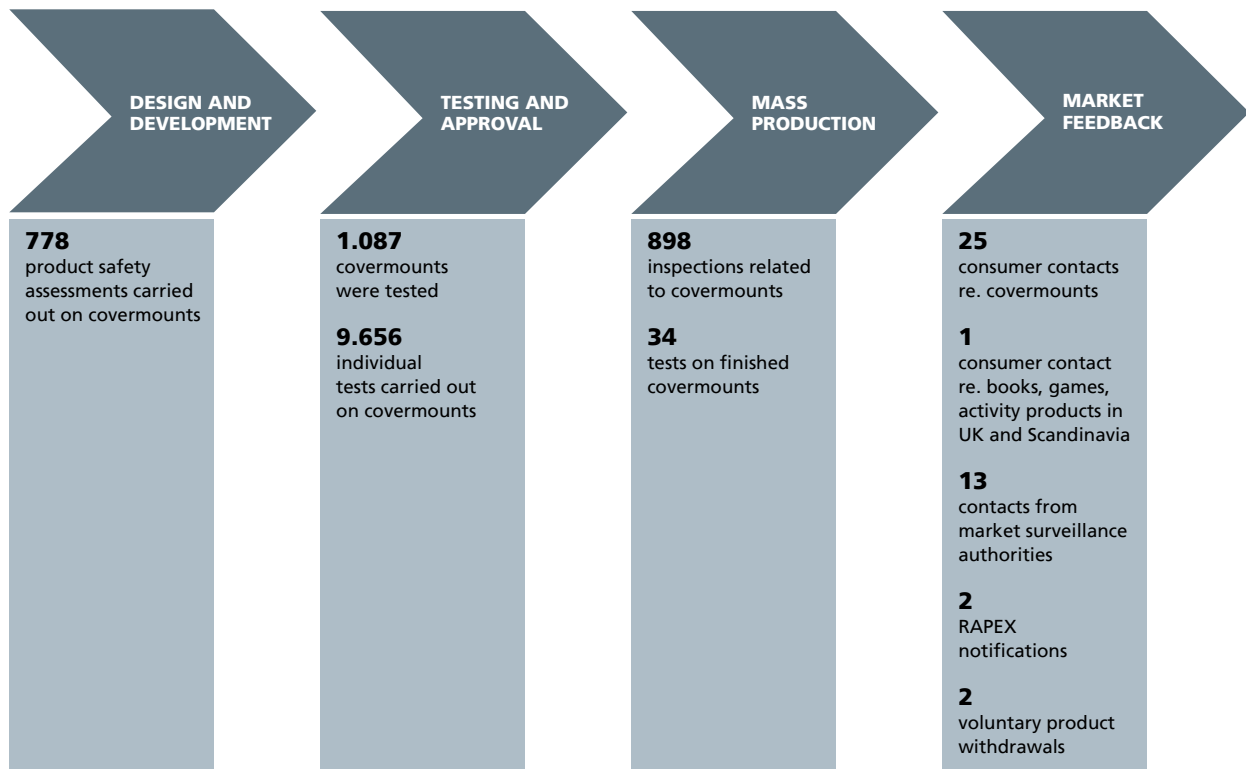 DESIGN AND
DEVELOPMENT
778
product safety
assessments carried
out on covermounts
TESTING AND
APPROVAL
1.087
covermounts
were tested
9.656
individual
tests carried out
on covermounts
MASS
PRODUCTION
898
inspections related
to covermounts
34
tests on finished
covermounts
MARKET
FEEDBACK
25
consumer contacts
re. covermounts
1
consumer contact
re. books, games,
activity products in
UK and Scandinavia
13
contacts from
market surveillance
authorities
2
RAPEX
notifications
2
voluntary product
withdrawals